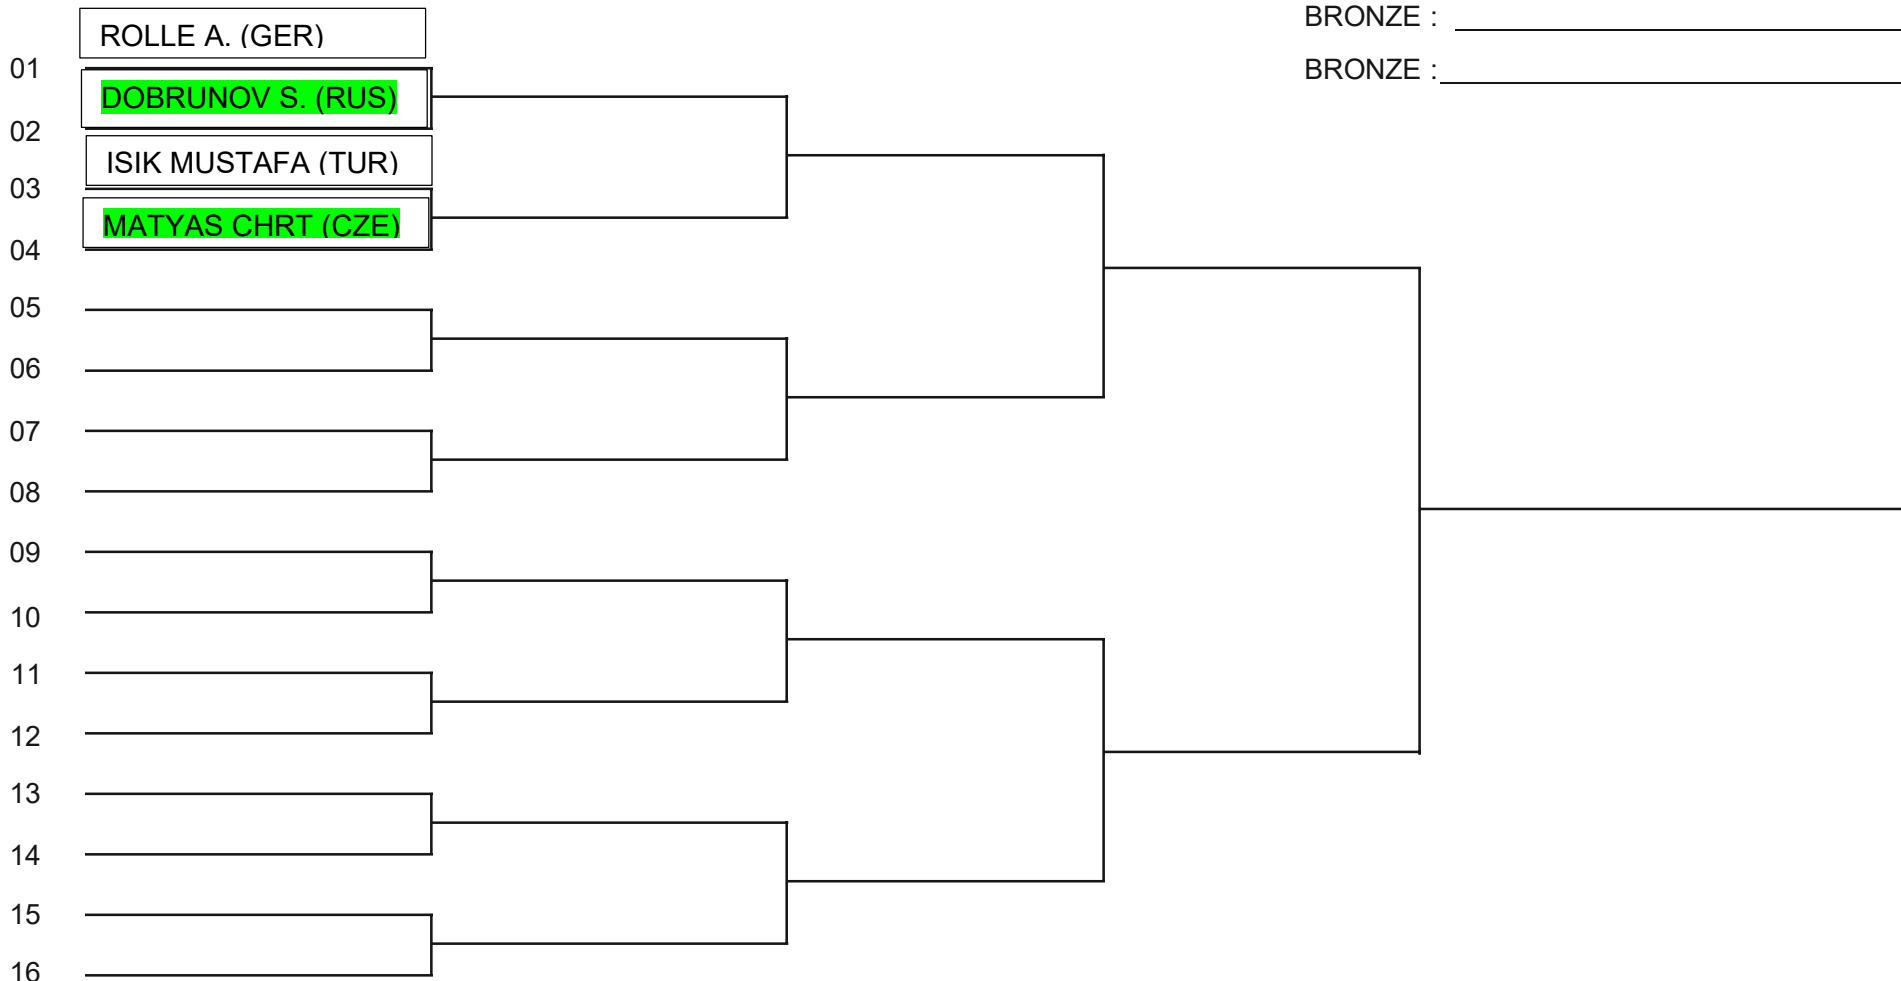 BRONZE :
ROLLE A. (GER)
01
BRONZE :
DOBRUNOV S. (RUS)
02
ISIK MUSTAFA (TUR)
03
MATYAS CHRT (CZE)
04
05
06
07
08
09
10
11
12
13
14
15
16